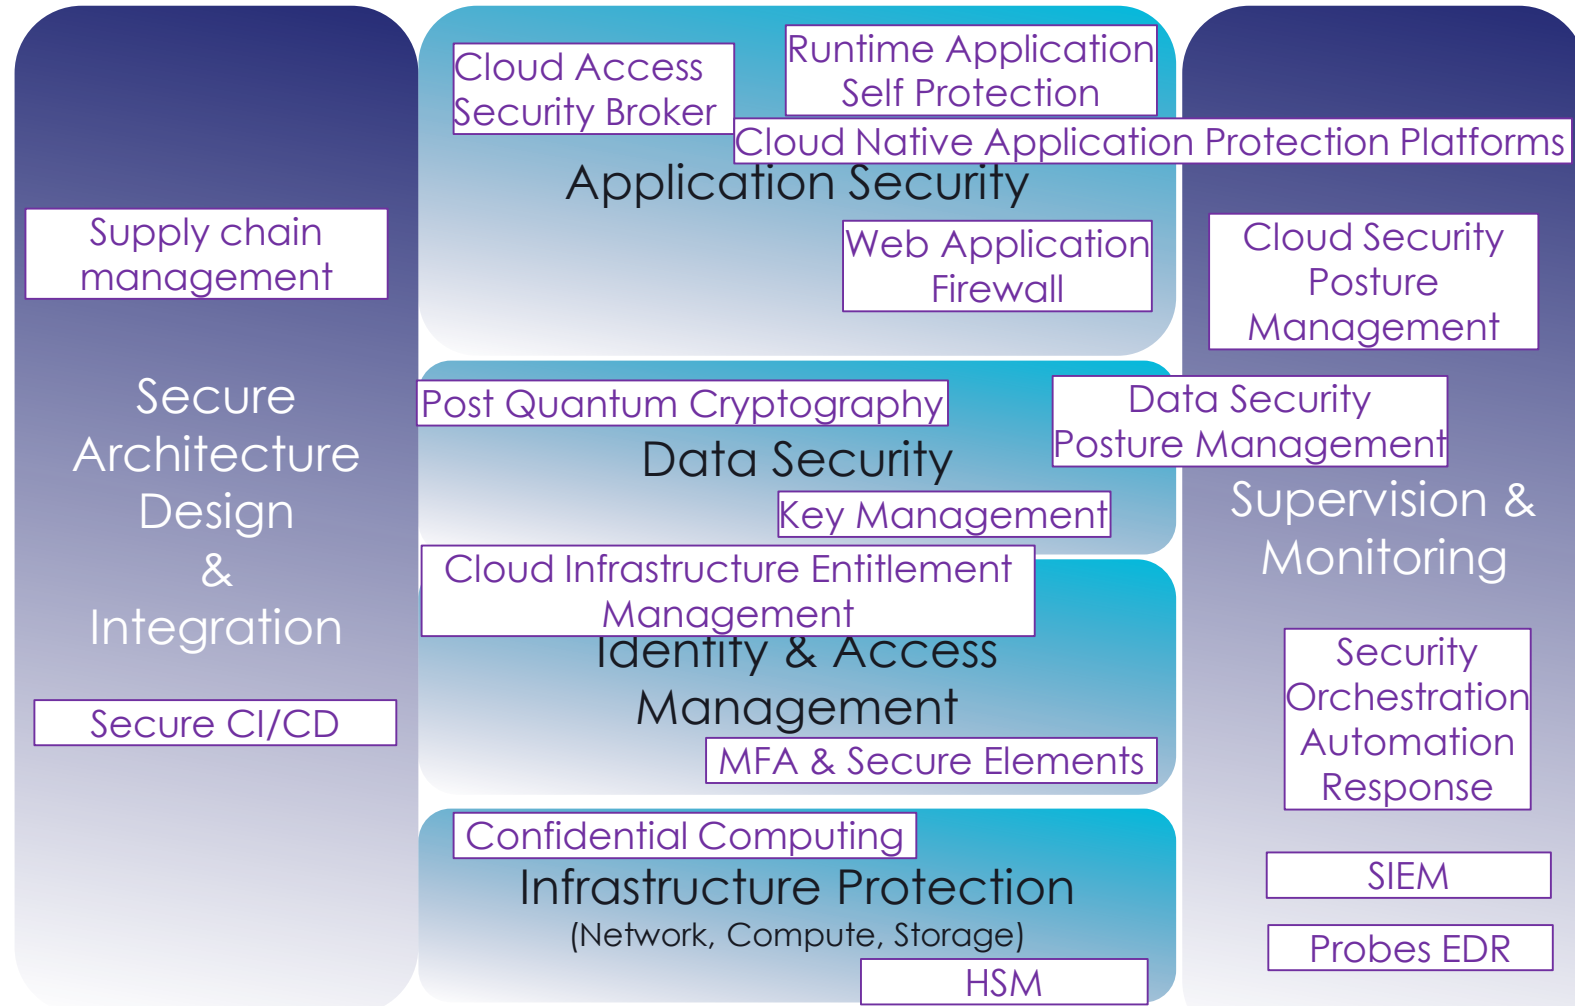 Supply chain
management
Secure
Architecture
Design
&
Integration
Secure CI/CD
Cloud Access
Security Broker
Runtime Application
Self Protection
Cloud Native Application Protection Platforms
Application Security
Web Application
Firewall
Post Quantum Cryptography
Data Security
Key Management
Cloud Infrastructure Entitlement
Management
Identity & Access
Management
MFA & Secure Elements
Confidential Computing
Infrastructure Protection
(Network, Compute, Storage)
HSM
Cloud Security
Posture
Management
Data Security
Posture Management
Supervision &
Monitoring
Security
Orchestration
Automation
Response
SIEM
Probes EDR